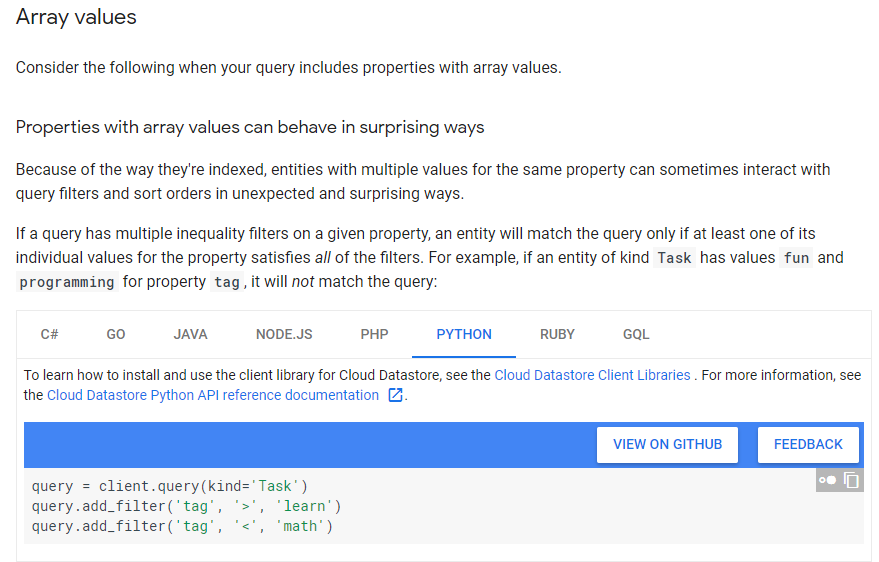 Array values
Consider the following when your query includes properties with array values.
Properties with array values can behave in surprising ways
Because of the way they're indexed, entities with multiple values for the same property can sometimes interact with
query filters and sort orders in unexpected and surprising ways.
If a query has multiple inequality filters on a given property, an entity will match the query only if at least one of its
individual values for the property satisfies all of the filters. For example, if an entity of kind Task has values fun and
programming for property tag, it will not match the query:
C# GO JAVA NODE.JS PHP PYTHON RUBY GQL
To learn how to install and use the client library for Cloud Datastore, see the Cloud Datastore Client Libraries . For more information, see
the Cloud Datastore Python API reference documentation .
VIEW ON GITHUB FEEDBACK
query = client.query(kind='Task')
query.add_filter('tag', '>', 'learn')
query.add_filter('tag', '<', 'math')